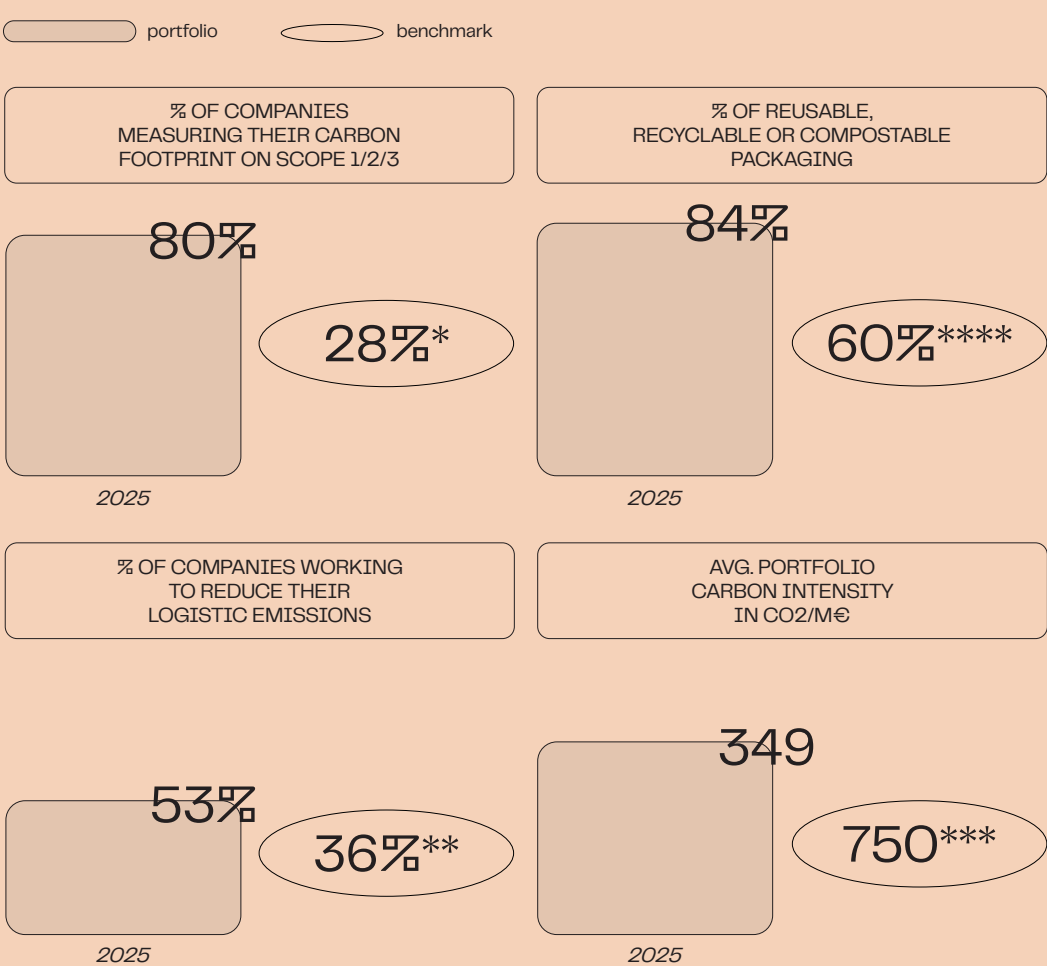 portfolio
benchmark
% OF COMPANIES
MEASURING THEIR CARBON
FOOTPRINT ON SCOPE 1/2/3
% OF REUSABLE,
RECYCLABLE OR COMPOSTABLE
PACKAGING
80%
28%*
2025
84%
60%****
2025
% OF COMPANIES WORKING
TO REDUCE THEIR
LOGISTIC EMISSIONS
AVG. PORTFOLIO
CARBON INTENSITY
IN CO2/M€
53%
36%**
2025
349
750***
2025